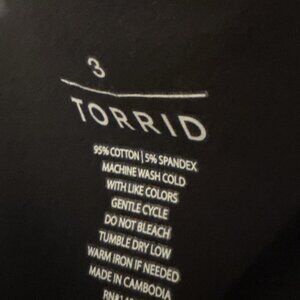 3
TORRID
95% COTTON | 5% SPANDEX
MACHINE WASH COLD
WITH LIKE COLORS
GENTLE CYCLE
DO NOT BLEACH
TUMBLE DRY LOW
WARM IRON IF NEEDED
MADE IN CAMBODIA